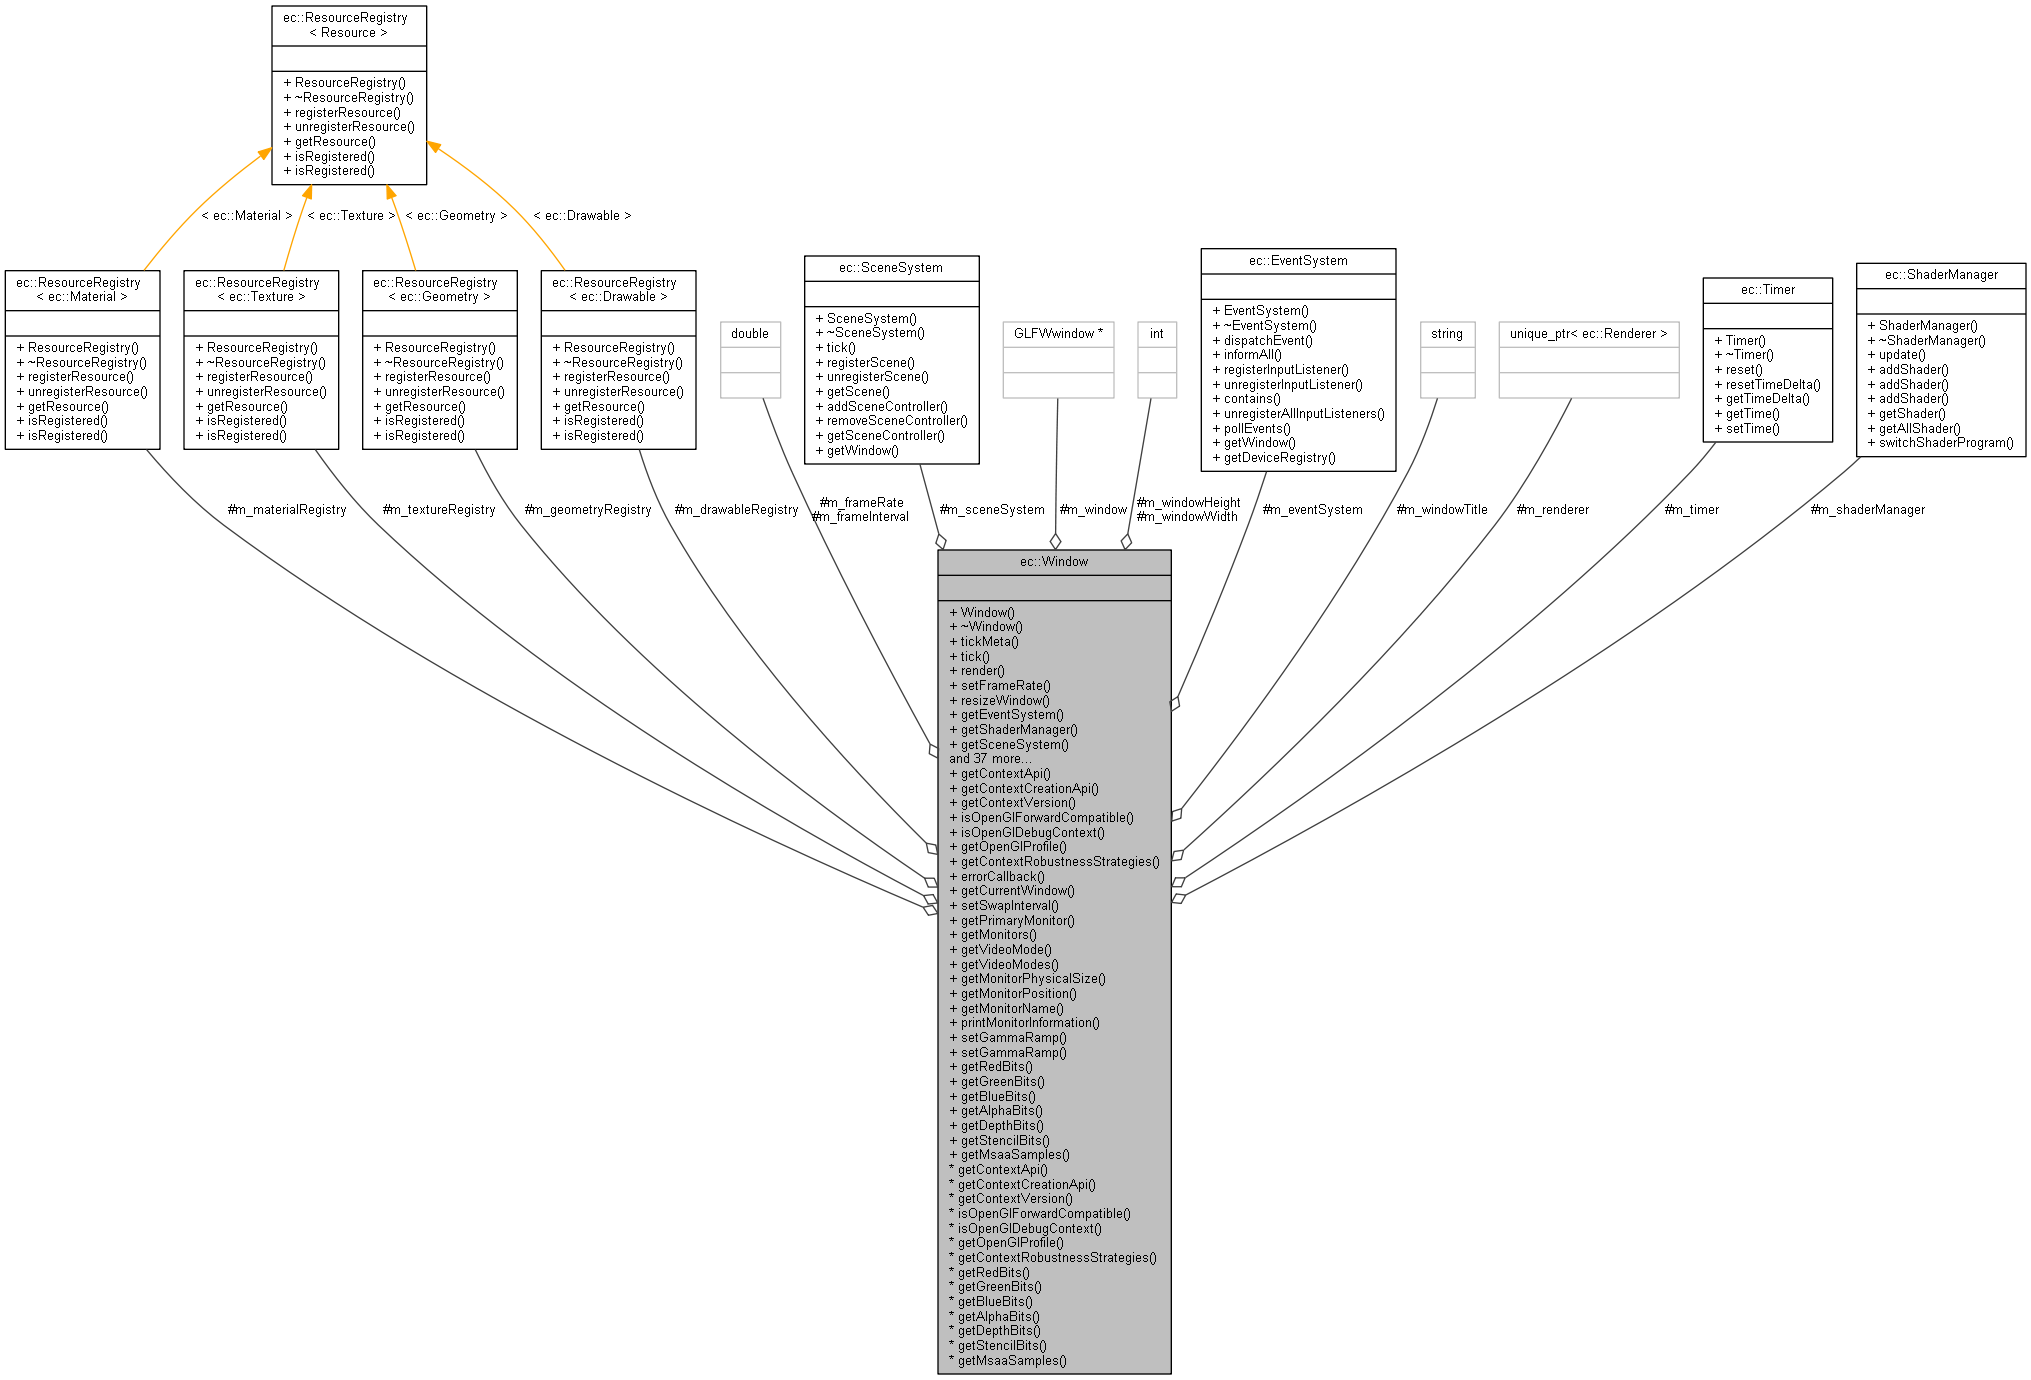 ec::ResourceRegistry
< Resource >
+ ResourceRegistry()
+ ~ResourceRegistry()
+ registerResource()
+ unregisterResource()
+ getResource()
+ isRegistered()
+ isRegistered()
< ec::Material >
< ec::Texture >
< ec::Geometry >
< ec::Drawable >
ec::ResourceRegistry
< ec::Material >
+ ResourceRegistry()
+ ~ResourceRegistry()
+ registerResource()
+ unregisterResource()
+ getResource()
+ isRegistered()
+ isRegistered()
ec::ResourceRegistry
< ec::Texture >
+ ResourceRegistry()
+ ~ResourceRegistry()
+ registerResource()
+ unregisterResource()
+ getResource()
+ isRegistered()
+ isRegistered()
ec::ResourceRegistry
< ec::Geometry >
+ ResourceRegistry()
+ ~ResourceRegistry()
+ registerResource()
+ unregisterResource()
+ getResource()
+ isRegistered()
+ isRegistered()
ec::ResourceRegistry
< ec::Drawable >
+ ResourceRegistry()
+ ~ResourceRegistry()
+ registerResource()
+ unregisterResource()
+ getResource()
+ isRegistered()
+ isRegistered()
double
ec::SceneSystem
+ SceneSystem()
+ ~SceneSystem()
+ tick()
+ registerScene()
+ unregisterScene()
+ getScene()
+ addSceneController()
+ removeSceneController()
+ getSceneController()
+ getWindow()
GLFWwindow *
int
ec::EventSystem
+ EventSystem()
+ ~EventSystem()
+ dispatchEvent()
+ informAll()
+ registerInputListener()
+ unregisterInputListener()
+ contains()
+ unregisterAllInputListeners()
+ pollEvents()
+ getWindow()
+ getDeviceRegistry()
string
unique_ptr< ec::Renderer >
ec::Timer
+ Timer()
+ ~Timer()
+ reset()
+ resetTimeDelta()
+ getTimeDelta()
+ getTime()
+ setTime()
ec::ShaderManager
+ ShaderManager()
+ ~ShaderManager()
+ update()
+ addShader()
+ addShader()
+ addShader()
+ getShader()
+ getAllShader()
+ switchShaderProgram()
#m_materialRegistry
#m_textureRegistry
#m_geometryRegistry
#m_drawableRegistry
#m_frameRate
#m_frameInterval
#m_sceneSystem
#m_window
#m_windowHeight
#m_windowWidth
#m_eventSystem
#m_windowTitle
#m_renderer
#m_timer
#m_shaderManager
ec::Window
+ Window()
+ ~Window()
+ tickMeta()
+ tick()
+ render()
+ setFrameRate()
+ resizeWindow()
+ getEventSystem()
+ getShaderManager()
+ getSceneSystem()
and 37 more...
+ getContextApi()
+ getContextCreationApi()
+ getContextVersion()
+ isOpenGlForwardCompatible()
+ isOpenGlDebugContext()
+ getOpenGlProfile()
+ getContextRobustnessStrategies()
+ errorCallback()
+ getCurrentWindow()
+ setSwapInterval()
+ getPrimaryMonitor()
+ getMonitors()
+ getVideoMode()
+ getVideoModes()
+ getMonitorPhysicalSize()
+ getMonitorPosition()
+ getMonitorName()
+ printMonitorInformation()
+ setGammaRamp()
+ setGammaRamp()
+ getRedBits()
+ getGreenBits()
+ getBlueBits()
+ getAlphaBits()
+ getDepthBits()
+ getStencilBits()
+ getMsaaSamples()
* getContextApi()
* getContextCreationApi()
* getContextVersion()
* isOpenGlForwardCompatible()
* isOpenGlDebugContext()
* getOpenGlProfile()
* getContextRobustnessStrategies()
* getRedBits()
* getGreenBits()
* getBlueBits()
* getAlphaBits()
* getDepthBits()
* getStencilBits()
* getMsaaSamples()